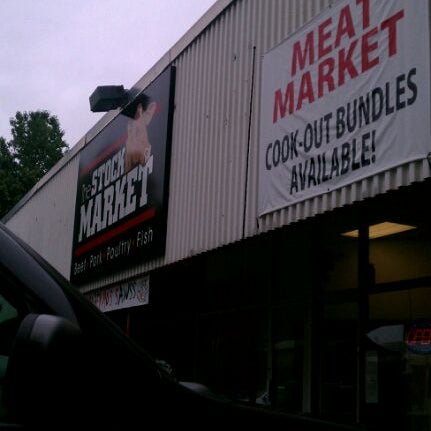 The
STOCK
MARKET
Beef · Pork · Poultry · Fish
MEAT
MARKET
COOK-OUT BUNDLES
AVAILABLE!